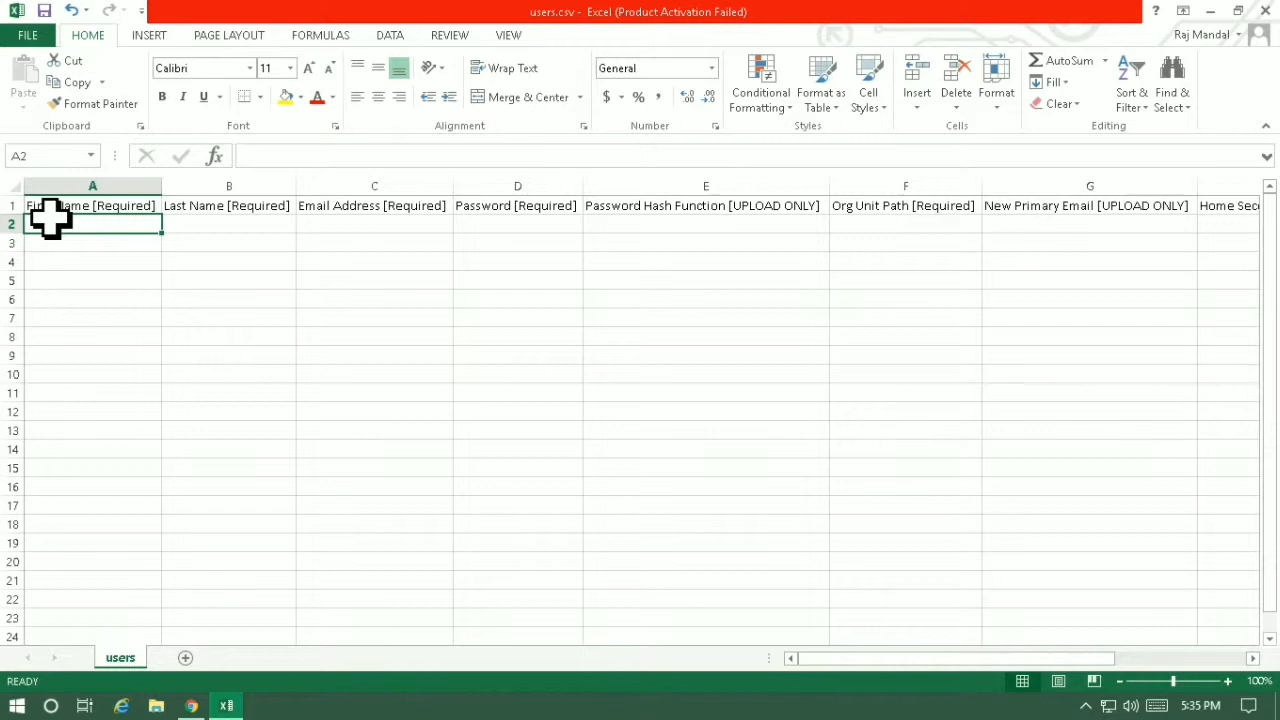 users.csv - Excel (Product Activation Failed)
FILE HOME INSERT PAGE LAYOUT FORMULAS DATA REVIEW VIEW Raj Mandal
Cut
Copy
Format Painter
Paste
Clipboard
Calibri 11
B I U
Font
Wrap Text
Merge & Center
Alignment
General
$ % ,
Number
Conditional Formatting
Format as Table
Cell Styles
Styles
Insert Delete Format
Cells
AutoSum
Fill
Clear
Sort & Filter
Find & Select
Editing
A2 fx
A B C D E F G
1 Name [Required] Last Name [Required] Email Address [Required] Password [Required] Password Hash Function [UPLOAD ONLY] Org Unit Path [Required] New Primary Email [UPLOAD ONLY] Home
2
3
4
5
6
7
8
9
10
11
12
13
14
15
16
17
18
19
20
21
22
23
24
users
READY 100%
5:35 PM